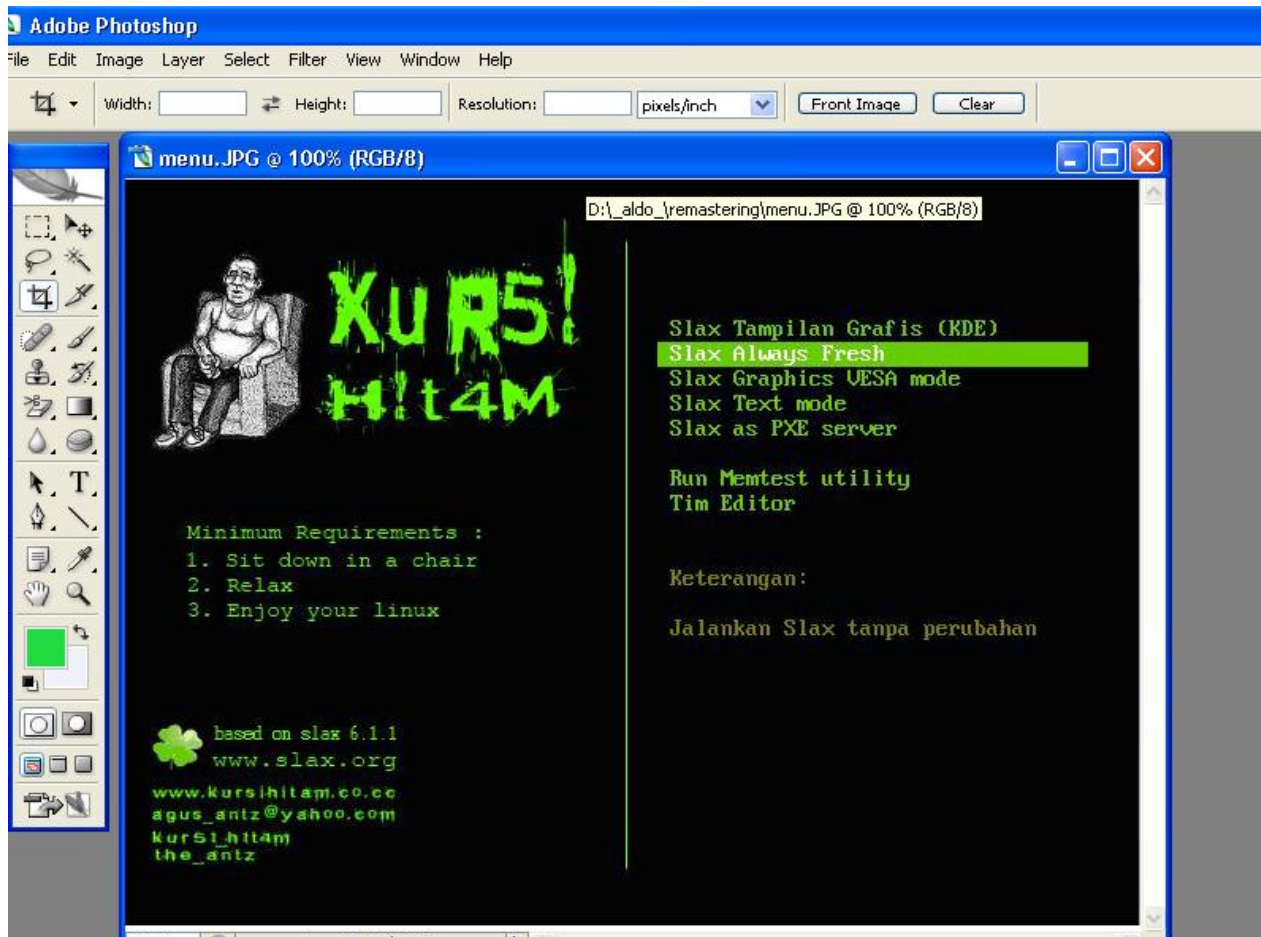 Adobe Photoshop
File Edit Image Layer Select Filter View Window Help
Width: Height: Resolution: pixels/inch Front Image Clear
menu.JPG @ 100% (RGB/8)
D:\_aldo_\remastering\menu.JPG @ 100% (RGB/8)
XuR5!
H!t4M
Minimum Requirements :
1. Sit down in a chair
2. Relax
3. Enjoy your linux
based on slax 6.1.1
www.slax.org
www.kursihitam.co.cc
agus_antz@yahoo.com
kur51_h1t4m
the_antz
Slax Tampilan Grafis (KDE)
Slax Always Fresh
Slax Graphics VESA mode
Slax Text mode
Slax as PXE server
Run Memtest utility
Tim Editor
Keterangan:
Jalankan Slax tanpa perubahan